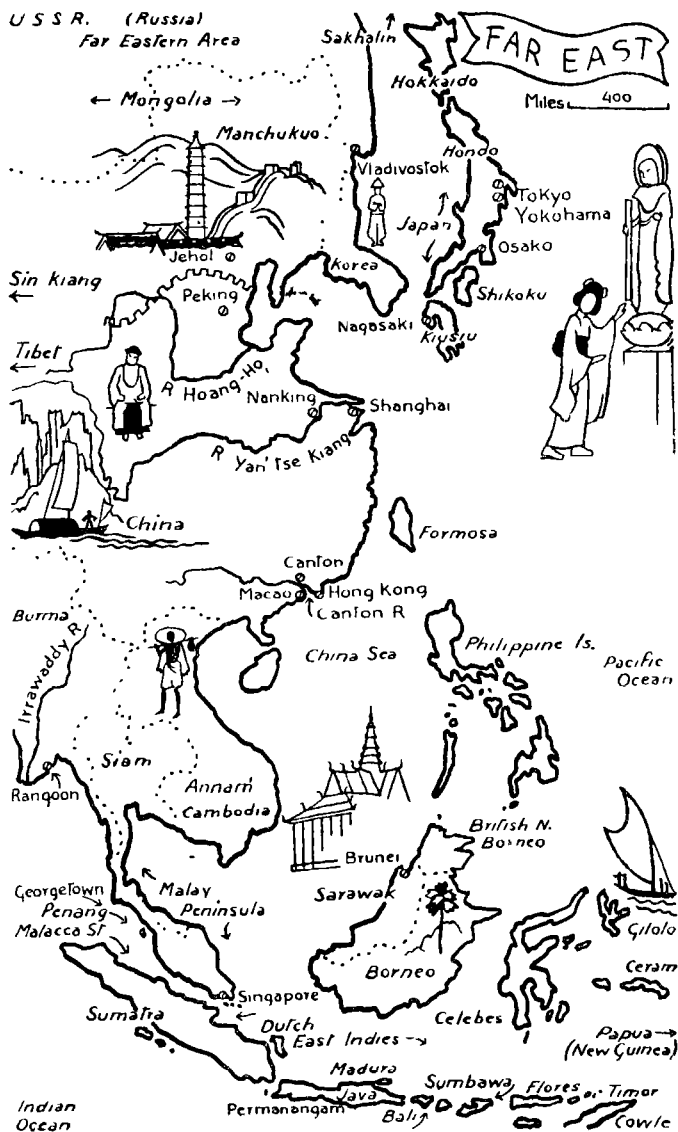 U S S R. (Russia)
Far Eastern Area
Sakhalin
FAR EAST
Hokkaido
Miles 400
← Mongolia →
Manchukuo
Hondo
Vladivostok
Tokyo
Yokohama
Japan
Osako
Jehol
Korea
Sin kiang
Peking
Shikoku
Nagasaki
Kiusiu
Tibet
R Hoang-Ho,
Nanking
Shanghai
R Yan'tse Kiang
China
Formosa
Canton
Macao
Hong Kong
Canton R
Burma
Irrawaddy R
China Sea
Philippine Is.
Pacific
Ocean
Siam
Annam
Cambodia
Rangoon
British N.
Borneo
Brunei
Sarawak
Malay
Peninsula
Georgetown
Penang
Malacca St
Gilolo
Borneo
Ceram
Singapore
Sumatra
Dutch
East Indies
Celebes
Papua→
(New Guinea)
Madura
Java
Permanangam
Bali
Sumbawa
Flores
Timor
Cowie
Indian
Ocean